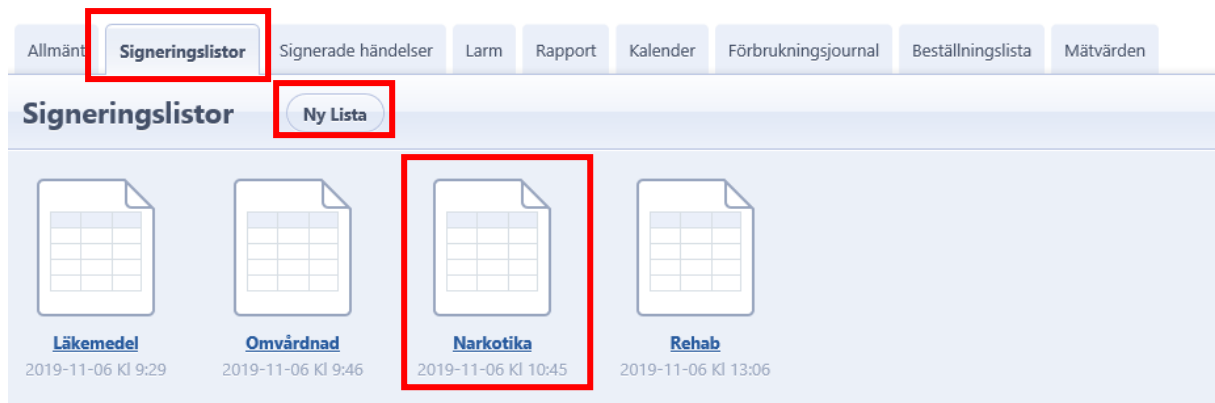 Allmänt Signeringslistor Signerade händelser Larm Rapport Kalender Förbrukningsjournal Beställningslista Mätvärden
Signeringslistor Ny Lista
Läkemedel Omvårdnad Narkotika Rehab
2019-11-06 Kl 9:29 2019-11-06 Kl 9:46 2019-11-06 Kl 10:45 2019-11-06 Kl 13:06